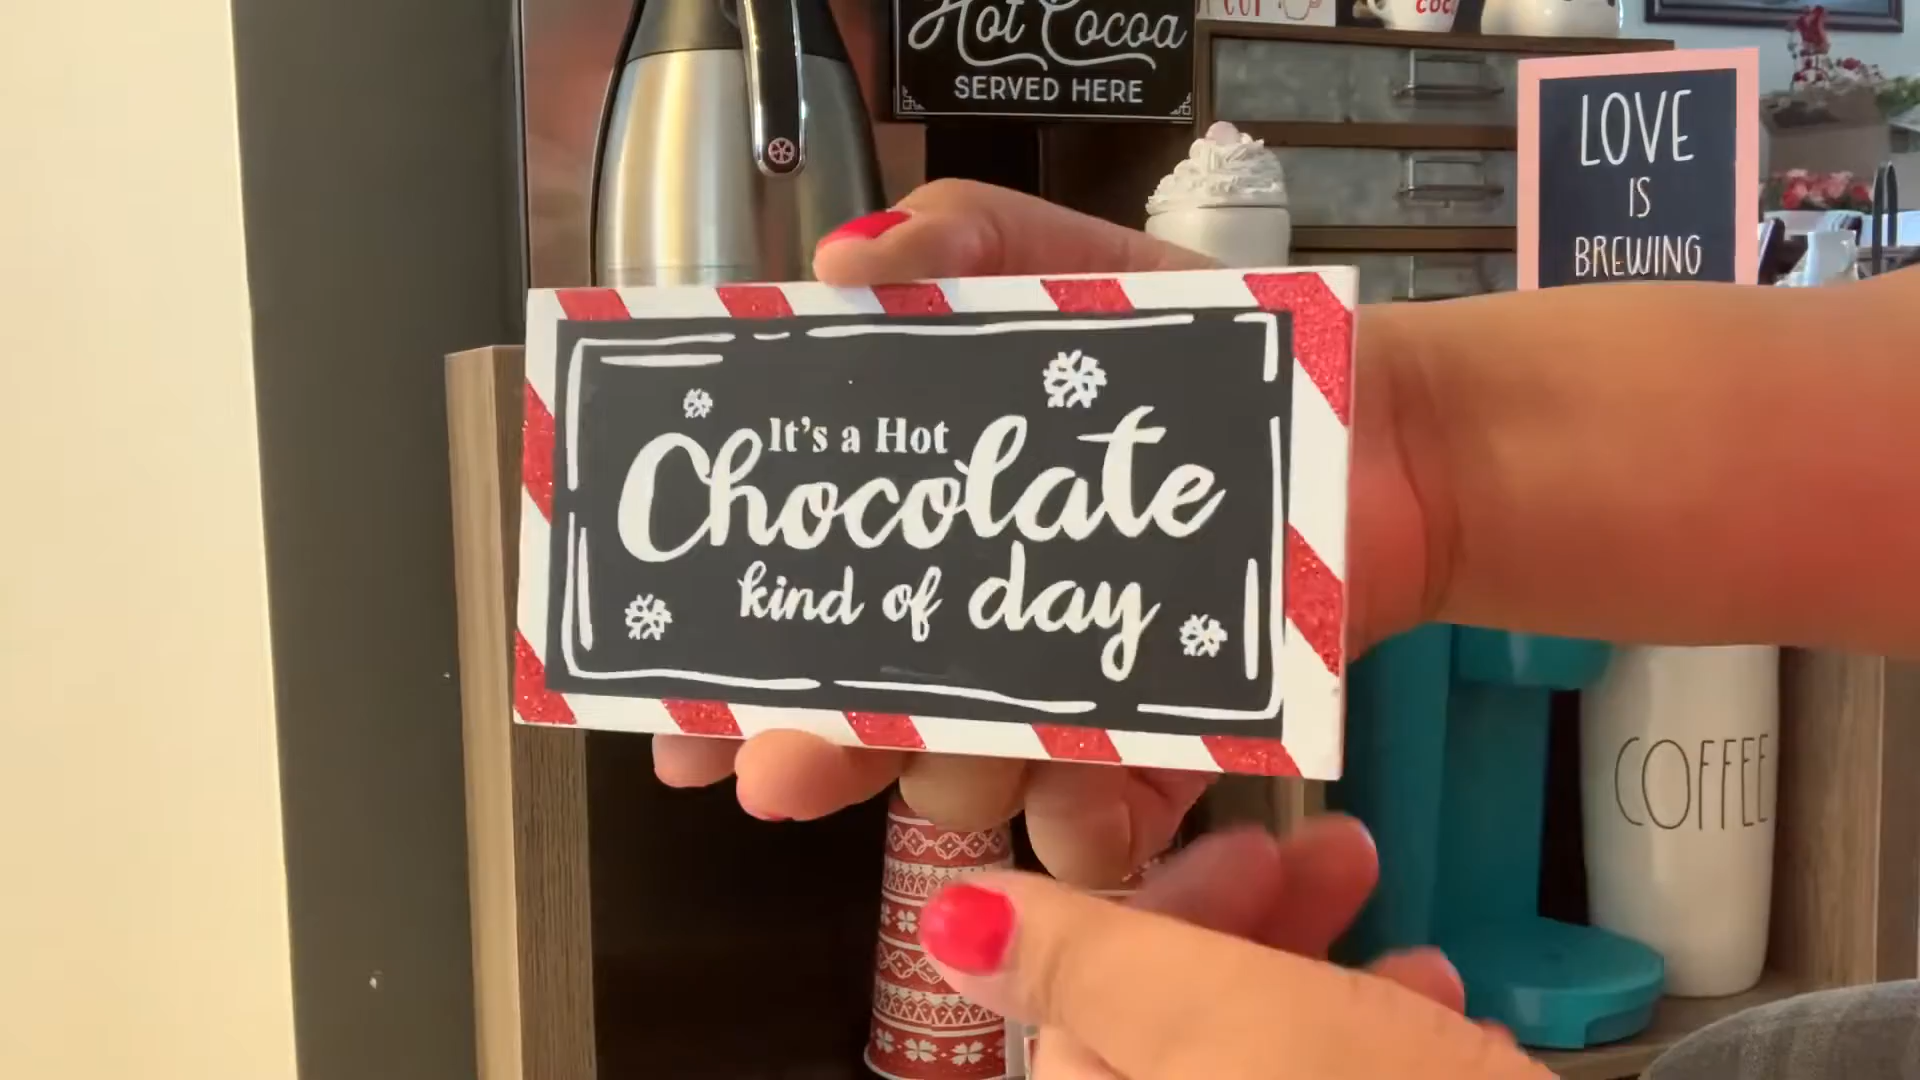 Hot Cocoa
SERVED HERE
LOVE
IS
BREWING
It's a Hot
Chocolate
kind of day
COFFEE